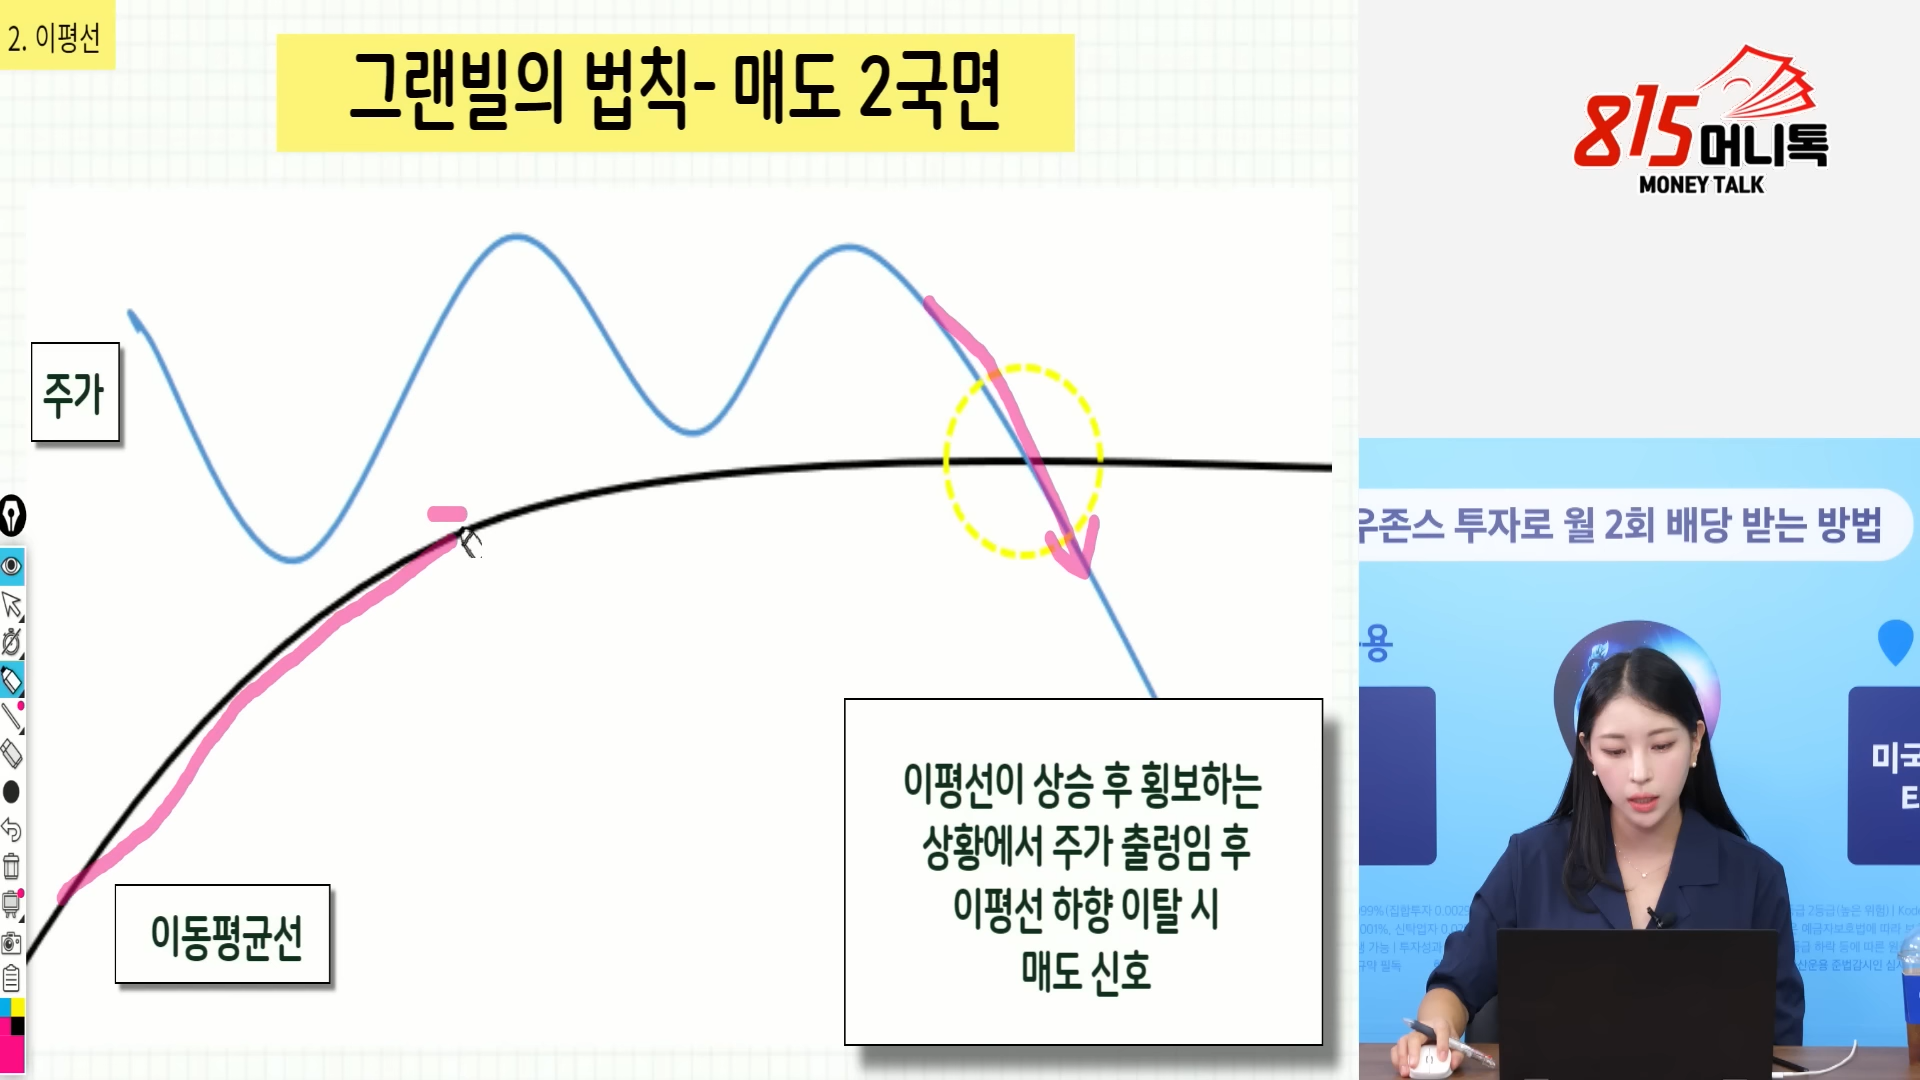 2. 이평선
그랜빌의 법칙- 매도 2국면
815머니톡
MONEY TALK
주가
이동평균선
이평선이 상승 후 횡보하는
상황에서 주가 출렁임 후
이평선 하향 이탈 시
매도 신호
우존스 투자로 월 2회 배당 받는 방법
용
미국